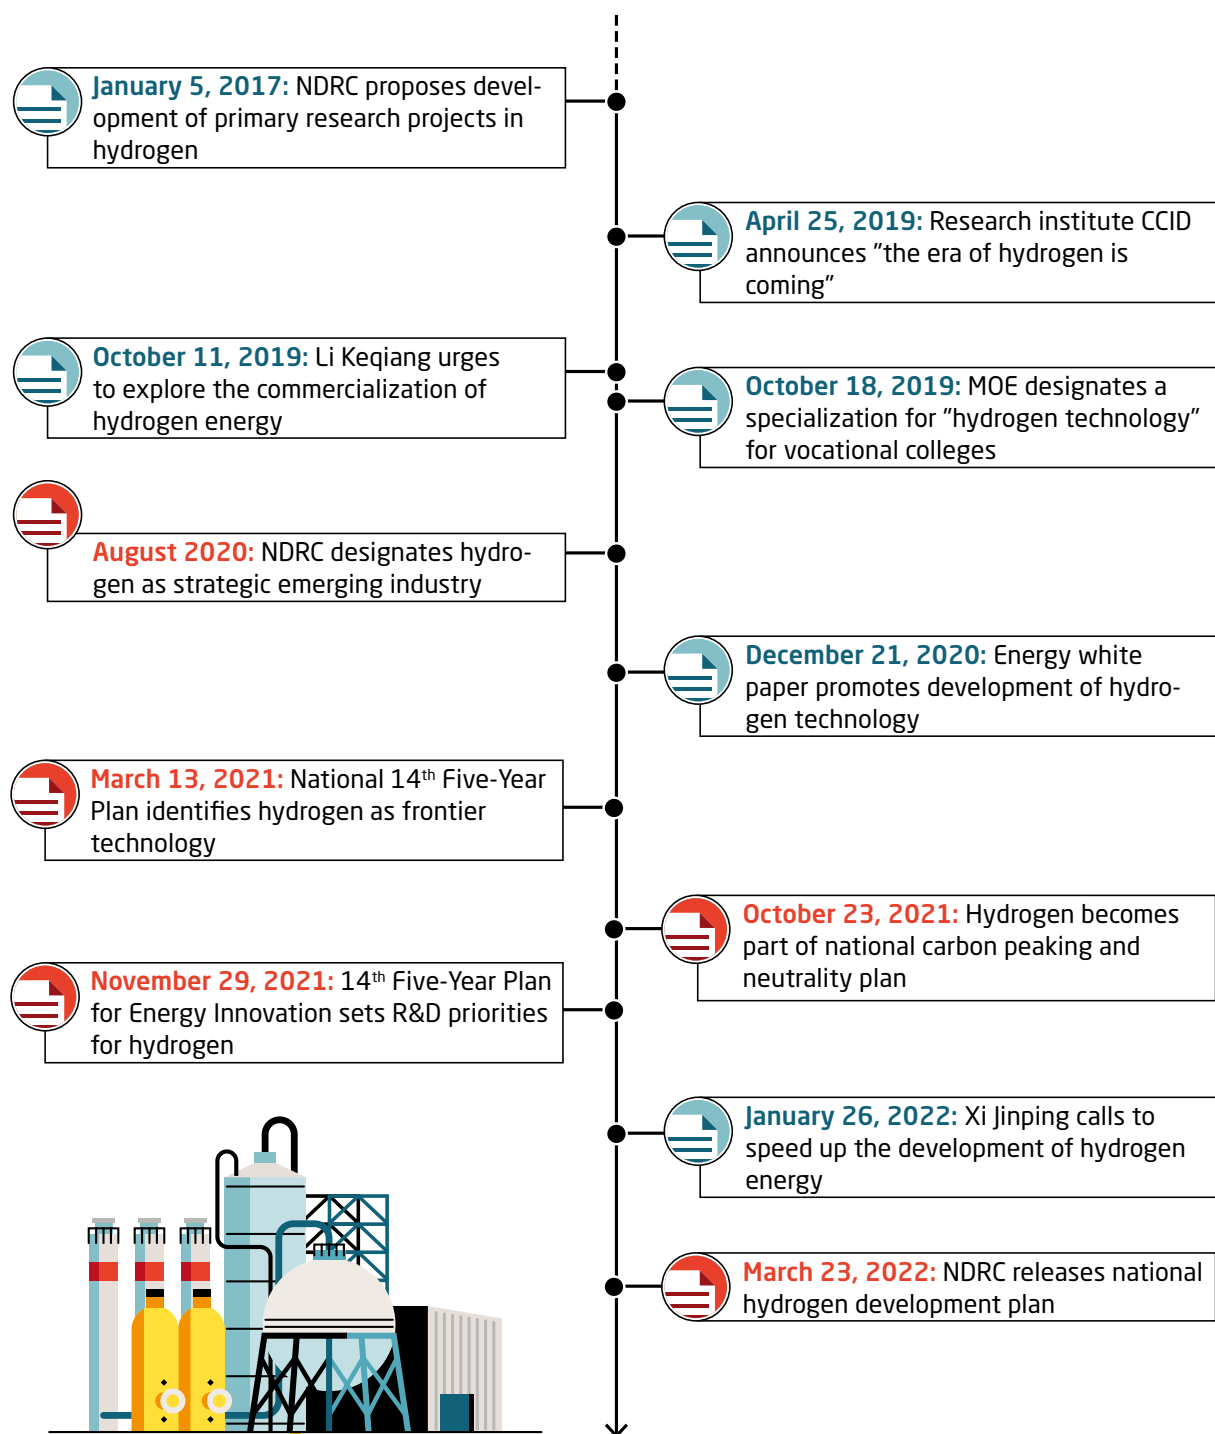 January 5, 2017: NDRC proposes devel-
opment of primary research projects in
hydrogen
April 25, 2019: Research institute CCID
announces "the era of hydrogen is
coming"
October 11, 2019: Li Keqiang urges
to explore the commercialization of
hydrogen energy
October 18, 2019: MOE designates a
specialization for "hydrogen technology"
for vocational colleges
August 2020: NDRC designates hydro-
gen as strategic emerging industry
December 21, 2020: Energy white
paper promotes development of hydro-
gen technology
March 13, 2021: National 14th Five-Year
Plan identifies hydrogen as frontier
technology
October 23, 2021: Hydrogen becomes
part of national carbon peaking and
neutrality plan
November 29, 2021: 14th Five-Year Plan
for Energy Innovation sets R&D priorities
for hydrogen
January 26, 2022: Xi Jinping calls to
speed up the development of hydrogen
energy
March 23, 2022: NDRC releases national
hydrogen development plan